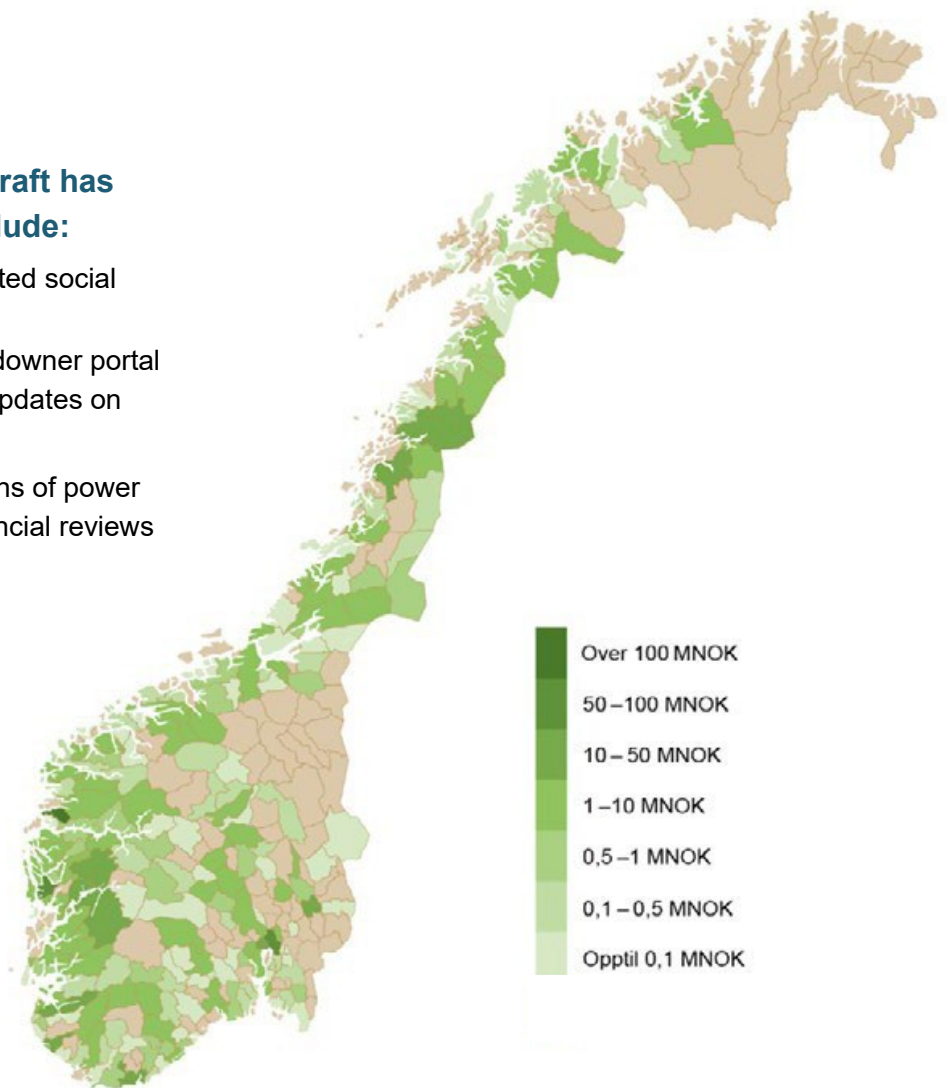 raft has
lude:
ted social
downer portal
pdates on
ns of power
ncial reviews
Over 100 MNOK
50–100 MNOK
10–50 MNOK
1–10 MNOK
0,5–1 MNOK
0,1–0,5 MNOK
Opptil 0,1 MNOK